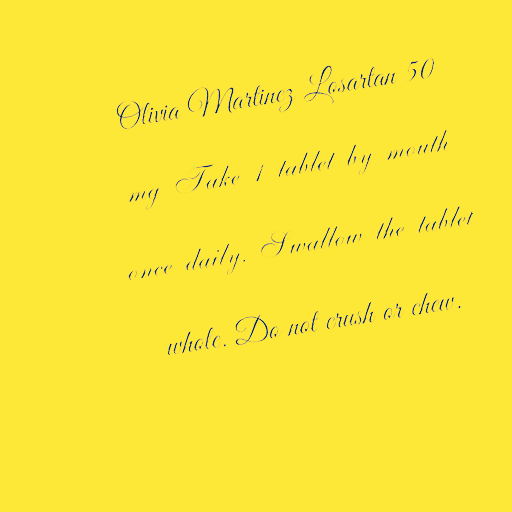 Olivia Martinez Losartan 50
mg Take 1 tablet by mouth
once daily. Swallow the tablet
whole. Do not crush or chew.